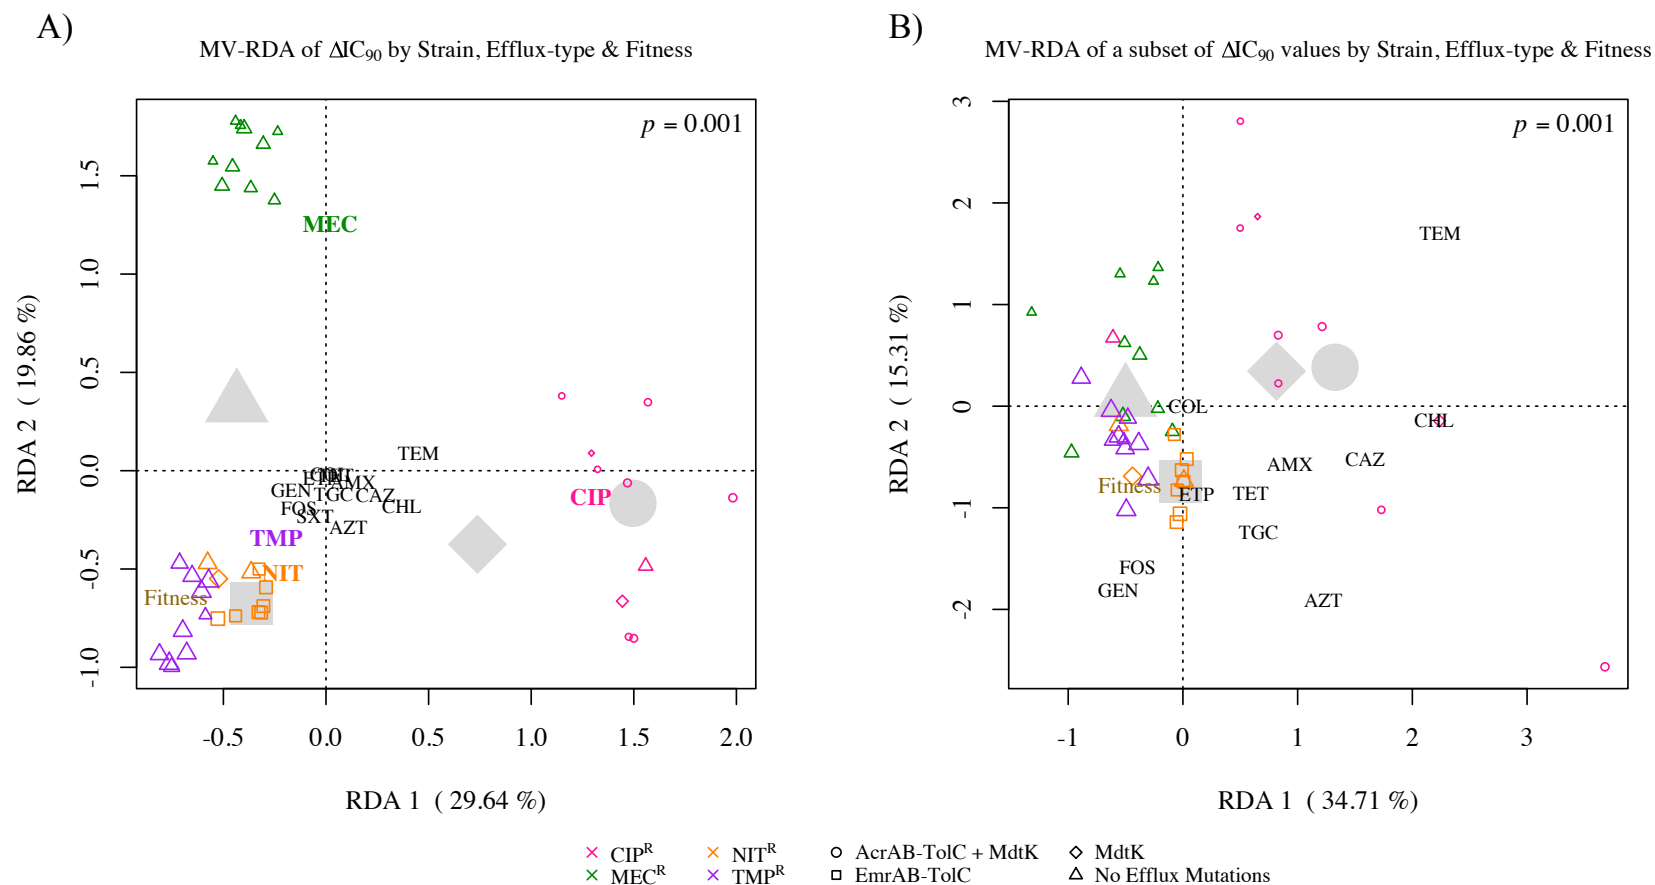 A)
MV-RDA of ΔIC90 by Strain, Efflux-type & Fitness
p = 0.001
RDA 2 ( 19.86 %)
1.5
1.0
0.5
0.0
-0.5
-1.0
MEC
TEM
COL
AMX
GEN
TGC
CAZ
FOS
CHL
SXT
AZT
CIP
TMP
NIT
Fitness
-0.5
0.0
0.5
1.0
1.5
2.0
RDA 1 ( 29.64 %)
B)
MV-RDA of a subset of ΔIC90 values by Strain, Efflux-type & Fitness
p = 0.001
RDA 2 ( 15.31 %)
3
2
1
0
-1
-2
TEM
COL
CHL
AMX
CAZ
Fitness
ETP
TET
TGC
FOS
GEN
AZT
-1
0
1
2
3
RDA 1 ( 34.71 %)
CIPR
NITR
AcrAB-TolC + MdtK
MdtK
MECR
TMPR
EmrAB-TolC
No Efflux Mutations